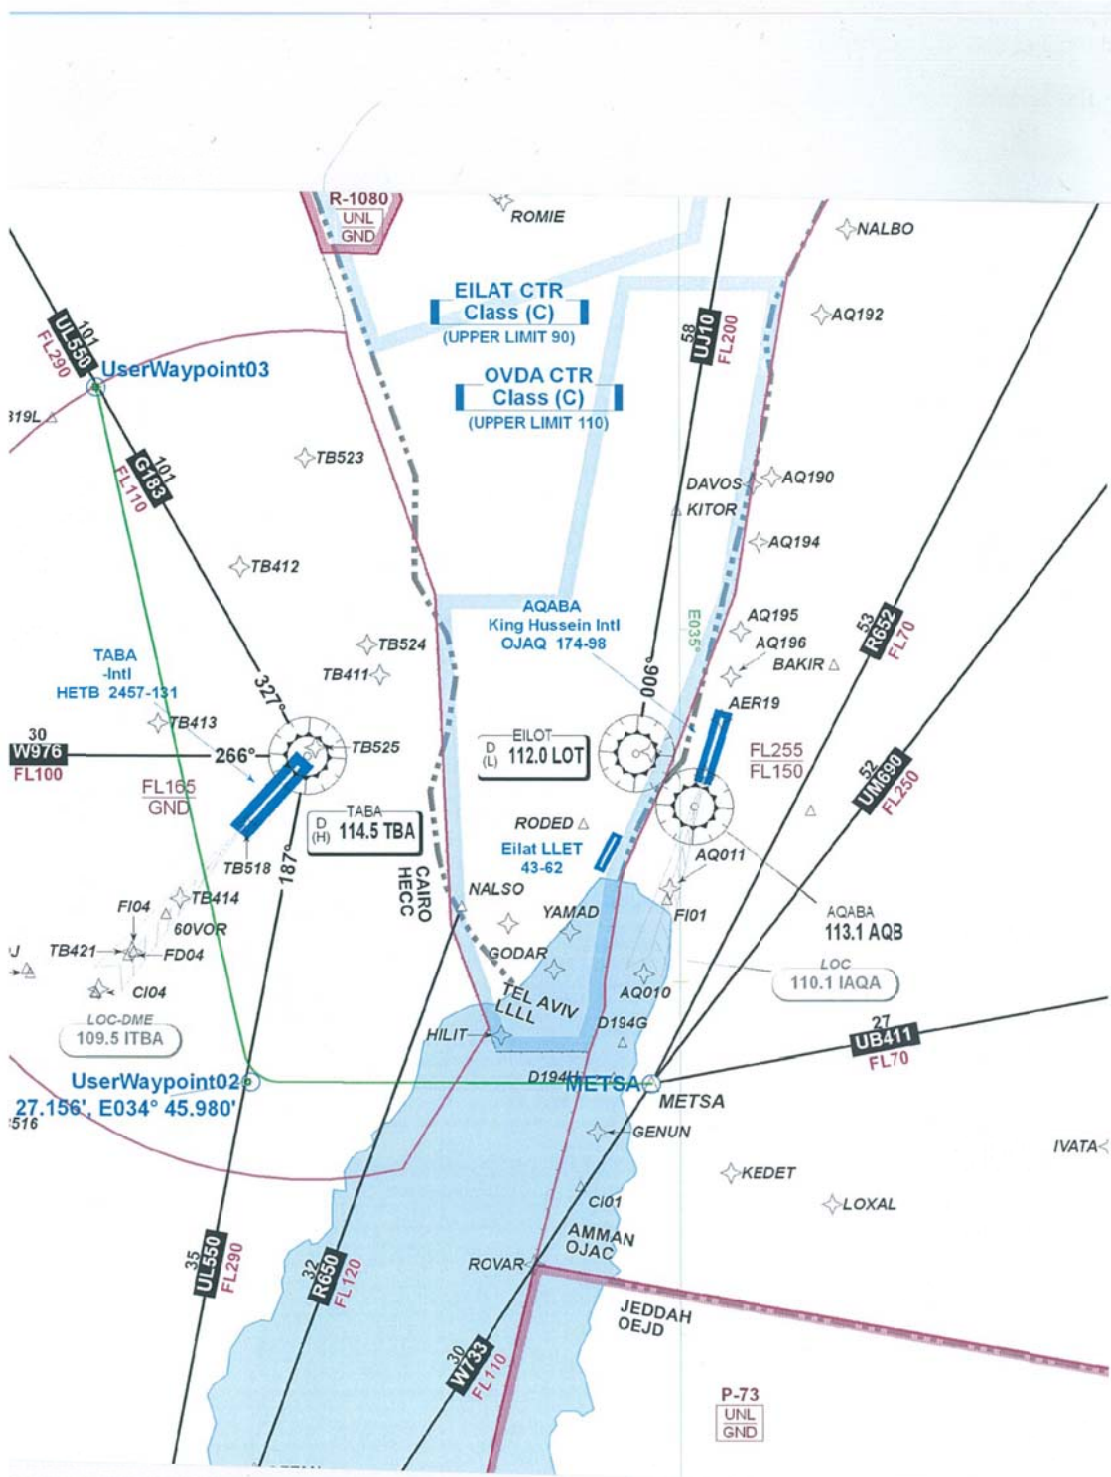 R-1080
UNL
GND
ROMIE
NALBO
EILAT CTR
Class (C)
(UPPER LIMIT 90)
AQ192
101
UL550
FL290
58
UJ10
FL200
UserWaypoint03
OVDA CTR
Class (C)
(UPPER LIMIT 110)
319L
TB523
101
G183
FL110
DAVOS
AQ190
KITOR
AQ194
TB412
AQABA
King Hussein Intl
OJAQ 174-98
E035°
AQ195
AQ196
BAKIR
53
R652
FL70
TB524
TB411
TABA
-Intl
HETB 2457-131
327°
006°
AER19
TB413
30
W976
FL100
266°
TB525
EILOT
D
(L)
112.0 LOT
FL255
FL150
52
UM690
FL250
FL165
GND
TABA
D
(H)
114.5 TBA
RODED
Eilat LLET
43-62
AQ011
TB518
187°
CAIRO
HECC
NALSO
YAMAD
FI01
AQABA
113.1 AQB
FI04
TB414
60VOR
TB421
FD04
GODAR
J
CI04
TEL AVIV
LLLL
AQ010
LOC
110.1 IAQA
LOC-DME
109.5 ITBA
HILIT
D194G
27
UB411
FL70
UserWaypoint02
27.156', E034° 45.980'
D194H
METSA
METSA
516
GENUN
IVATA
KEDET
CI01
LOXAL
AMMAN
OJAC
35
UL550
FL290
32
R650
FL120
ROVAR
JEDDAH
OEJD
30
W733
FL110
P-73
UNL
GND